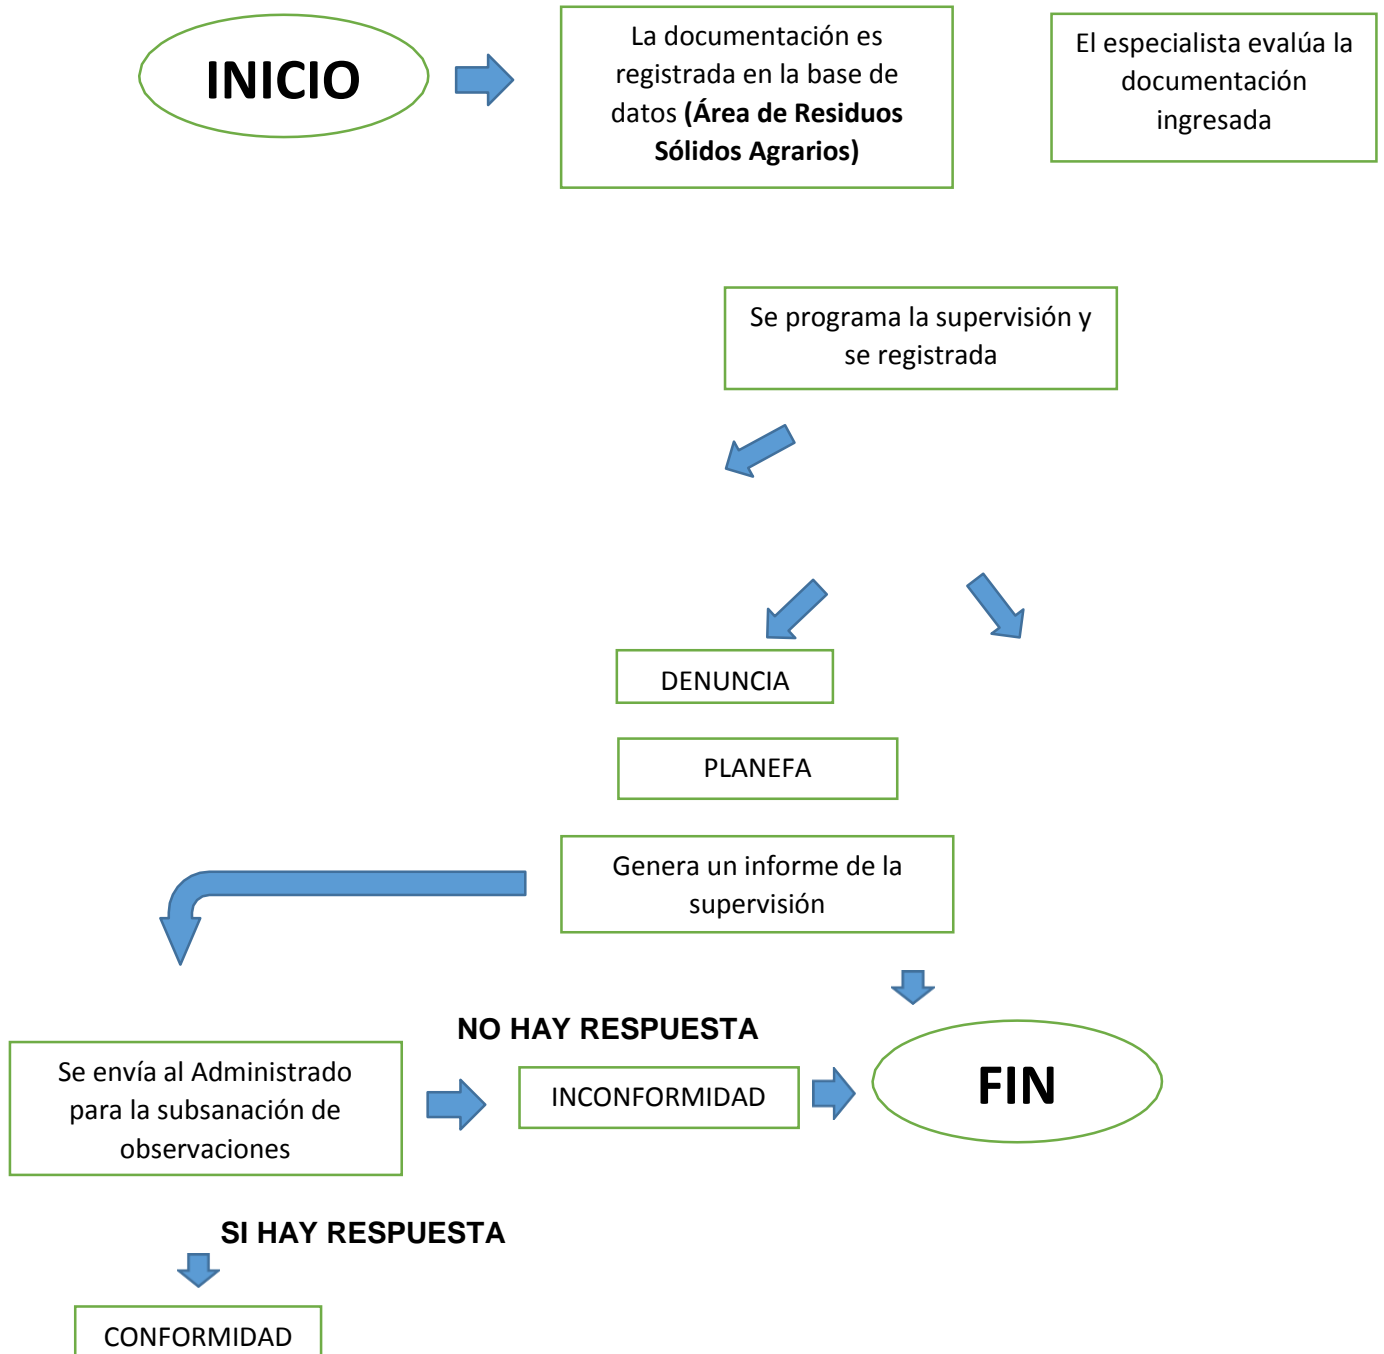 INICIO
La documentación es
registrada en la base de
datos (Área de Residuos
Sólidos Agrarios)
El especialista evalúa la
documentación
ingresada
Se programa la supervisión y
se registrada
DENUNCIA
PLANEFA
Genera un informe de la
supervisión
NO HAY RESPUESTA
Se envía al Administrado
para la subsanación de
observaciones
INCONFORMIDAD
FIN
SI HAY RESPUESTA
CONFORMIDAD